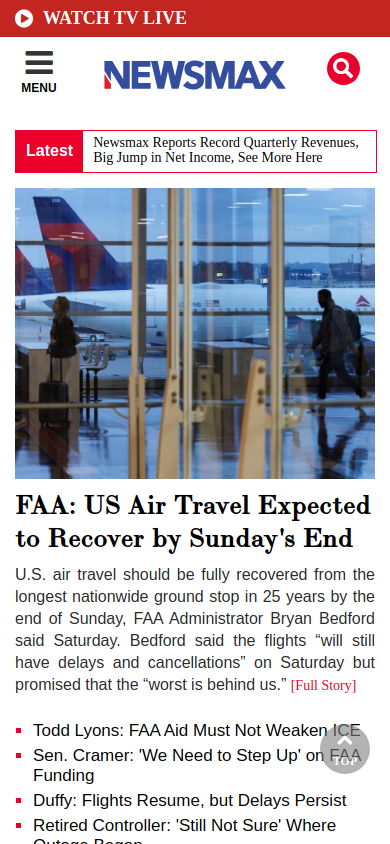 WATCH TV LIVE
MENU
NEWSMAX
Latest
Newsmax Reports Record Quarterly Revenues,
Big Jump in Net Income, See More Here
FAA: US Air Travel Expected
to Recover by Sunday's End
U.S. air travel should be fully recovered from the
longest nationwide ground stop in 25 years by the
end of Sunday, FAA Administrator Bryan Bedford
said Saturday. Bedford said the flights “will still
have delays and cancellations” on Saturday but
promised that the “worst is behind us.” [Full Story]
Todd Lyons: FAA Aid Must Not Weaken ICE
Sen. Cramer: 'We Need to Step Up' on FAA
Funding
TOP
Duffy: Flights Resume, but Delays Persist
Retired Controller: 'Still Not Sure' Where
Outage Began